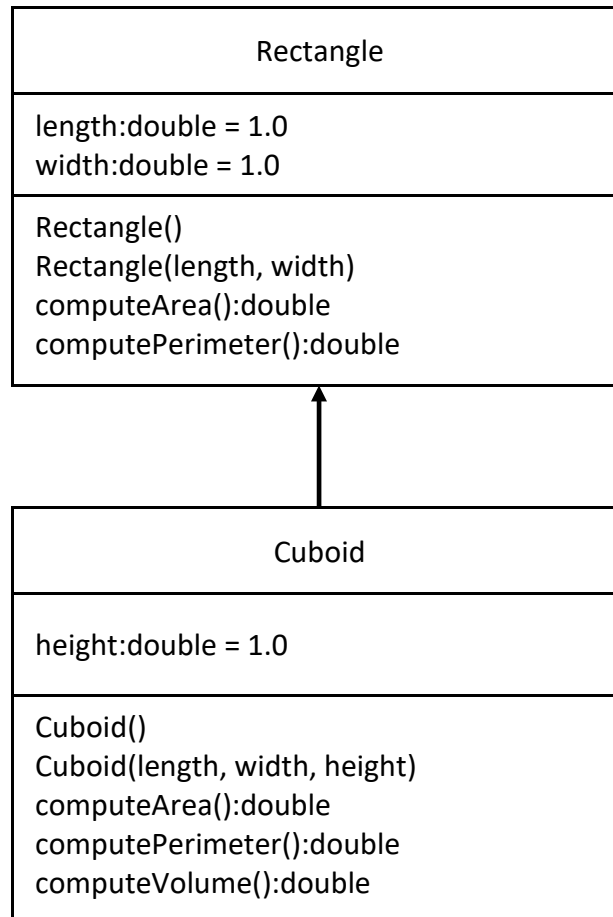 Rectangle
length:double = 1.0
width:double = 1.0
Rectangle()
Rectangle(length, width)
computeArea():double
computePerimeter():double
Cuboid
height:double = 1.0
Cuboid()
Cuboid(length, width, height)
computeArea():double
computePerimeter():double
computeVolume():double